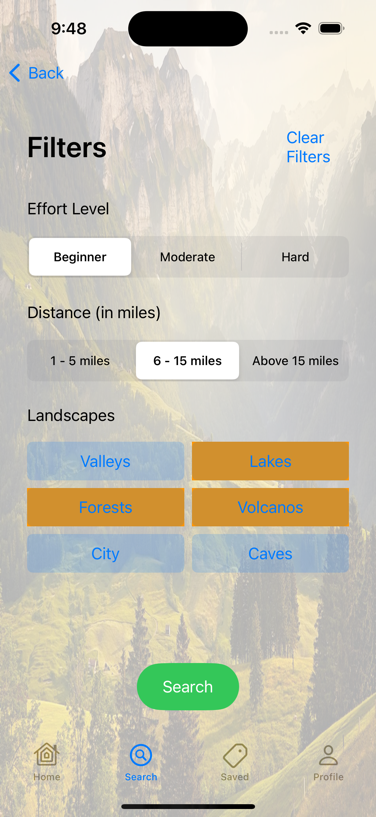 9:48
Back
Filters
Clear
Filters
Effort Level
Beginner Moderate Hard
Distance (in miles)
1 - 5 miles 6 - 15 miles Above 15 miles
Landscapes
Valleys Lakes
Forests Volcanos
City Caves
Search
Home Search Saved Profile